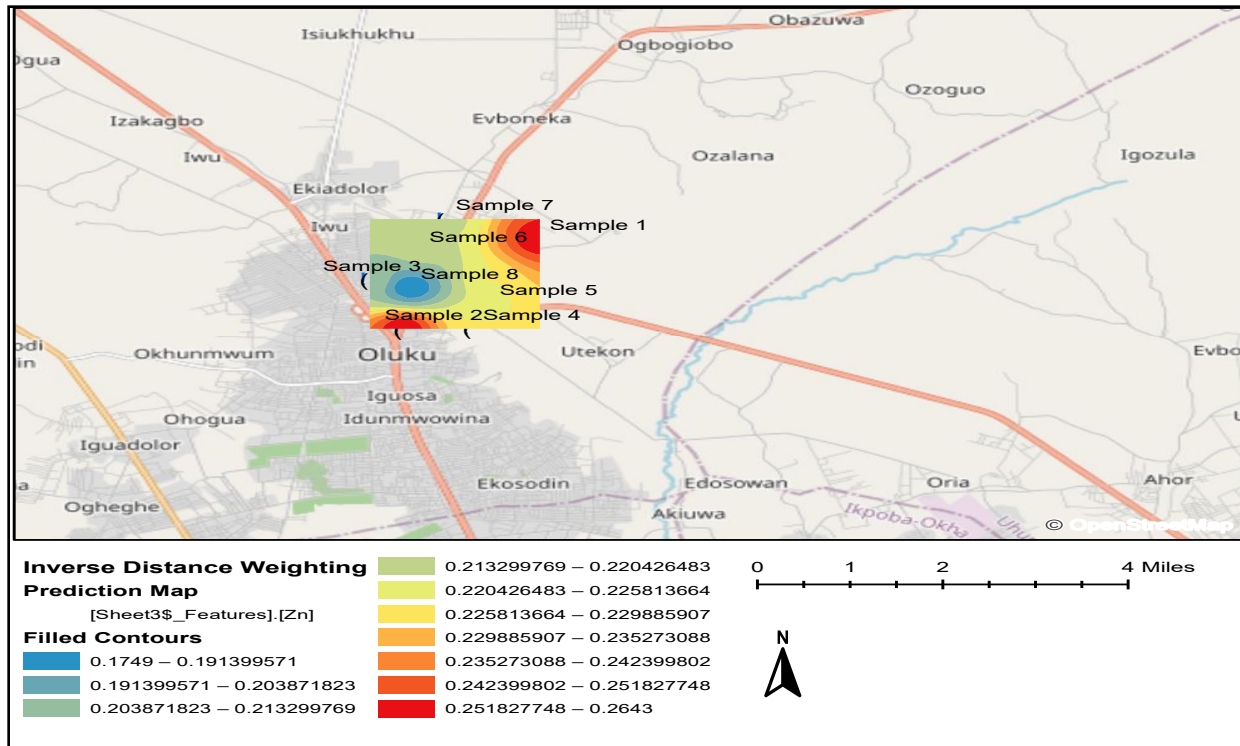 Obazuwa
Isiukhukhu
Ogbogiobo
Ogua
Ozoguo
Izakagbo
Evboneka
Iwu
Ozalana
Igozula
Ekiadolor
Sample 7
Iwu
Sample 1
Sample 6
Sample 3
Sample 8
Sample 5
Sample 2
Sample 4
Okhunmwum
Oluku
Utekon
Evbo
Iguosa
Ohogua
Idunmwowina
Iguadolor
Ekosodin
Edosowan
Oria
Ahor
Ogheghe
Akiuwa
Ikpoba-Okha
Uhu
© OpenStreetMap
Inverse Distance Weighting
Prediction Map
[Sheet3$_Features].[Zn]
Filled Contours
0.1749 – 0.191399571
0.191399571 – 0.203871823
0.203871823 – 0.213299769
0.213299769 – 0.220426483
0.220426483 – 0.225813664
0.225813664 – 0.229885907
0.229885907 – 0.235273088
0.235273088 – 0.242399802
0.242399802 – 0.251827748
0.251827748 – 0.2643
0 1 2 4 Miles
N